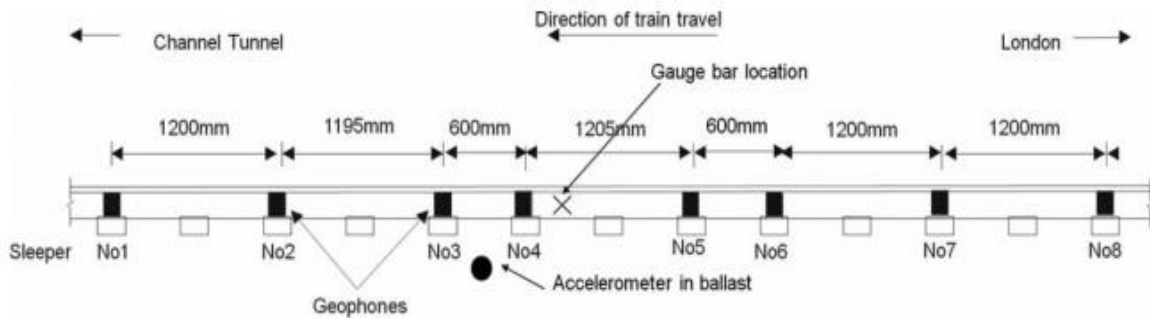 Direction of train travel
Channel Tunnel
London
Gauge bar location
1200mm
1195mm
600mm
1205mm
600mm
1200mm
1200mm
Sleeper
No1
No2
No3
No4
No5
No6
No7
No8
Accelerometer in ballast
Geophones